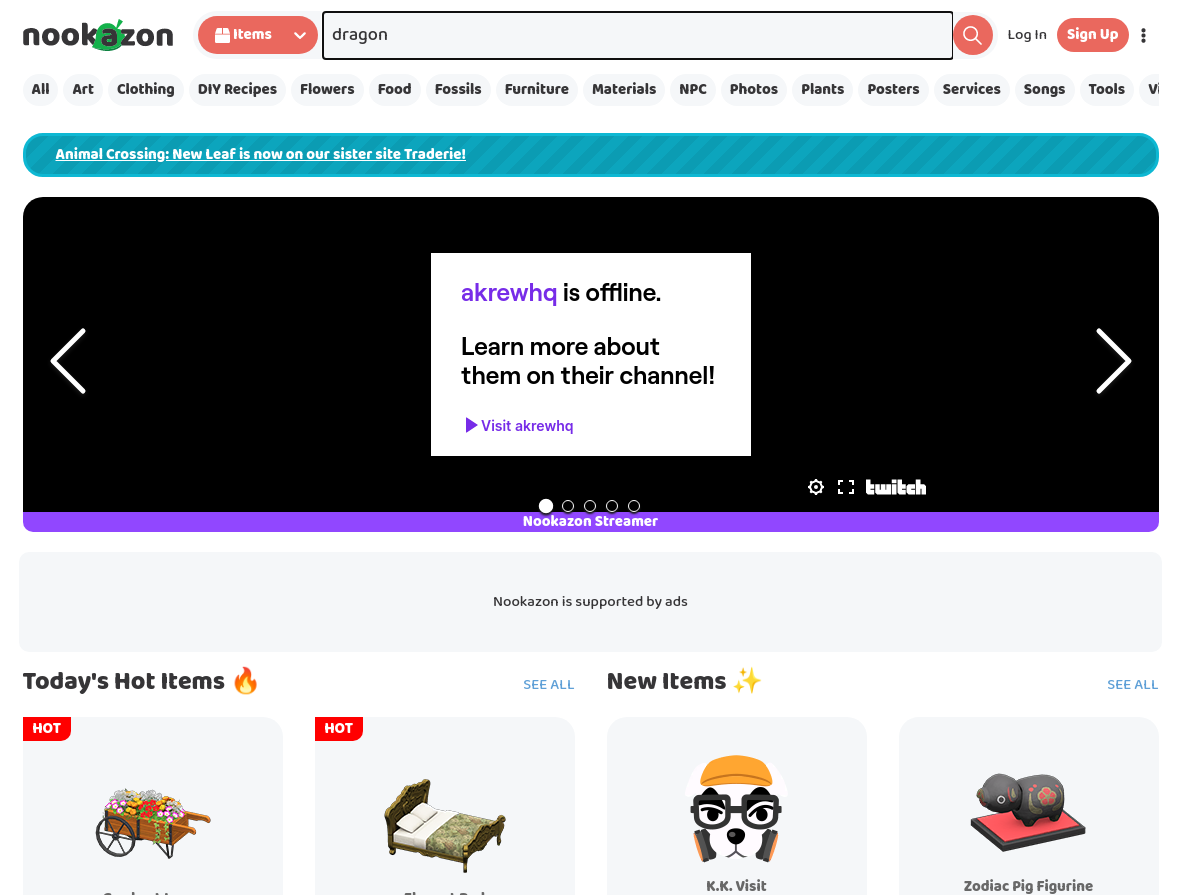 nookazon
Items
dragon
Log In
Sign Up
All
Art
Clothing
DIY Recipes
Flowers
Food
Fossils
Furniture
Materials
NPC
Photos
Plants
Posters
Services
Songs
Tools
Animal Crossing: New Leaf is now on our sister site Traderie!
akrewhq is offline.
Learn more about
them on their channel!
Visit akrewhq
twitch
Nookazon Streamer
Nookazon is supported by ads
Today's Hot Items 🔥
SEE ALL
New Items ✨
SEE ALL
HOT
HOT
K.K. Visit
Zodiac Pig Figurine